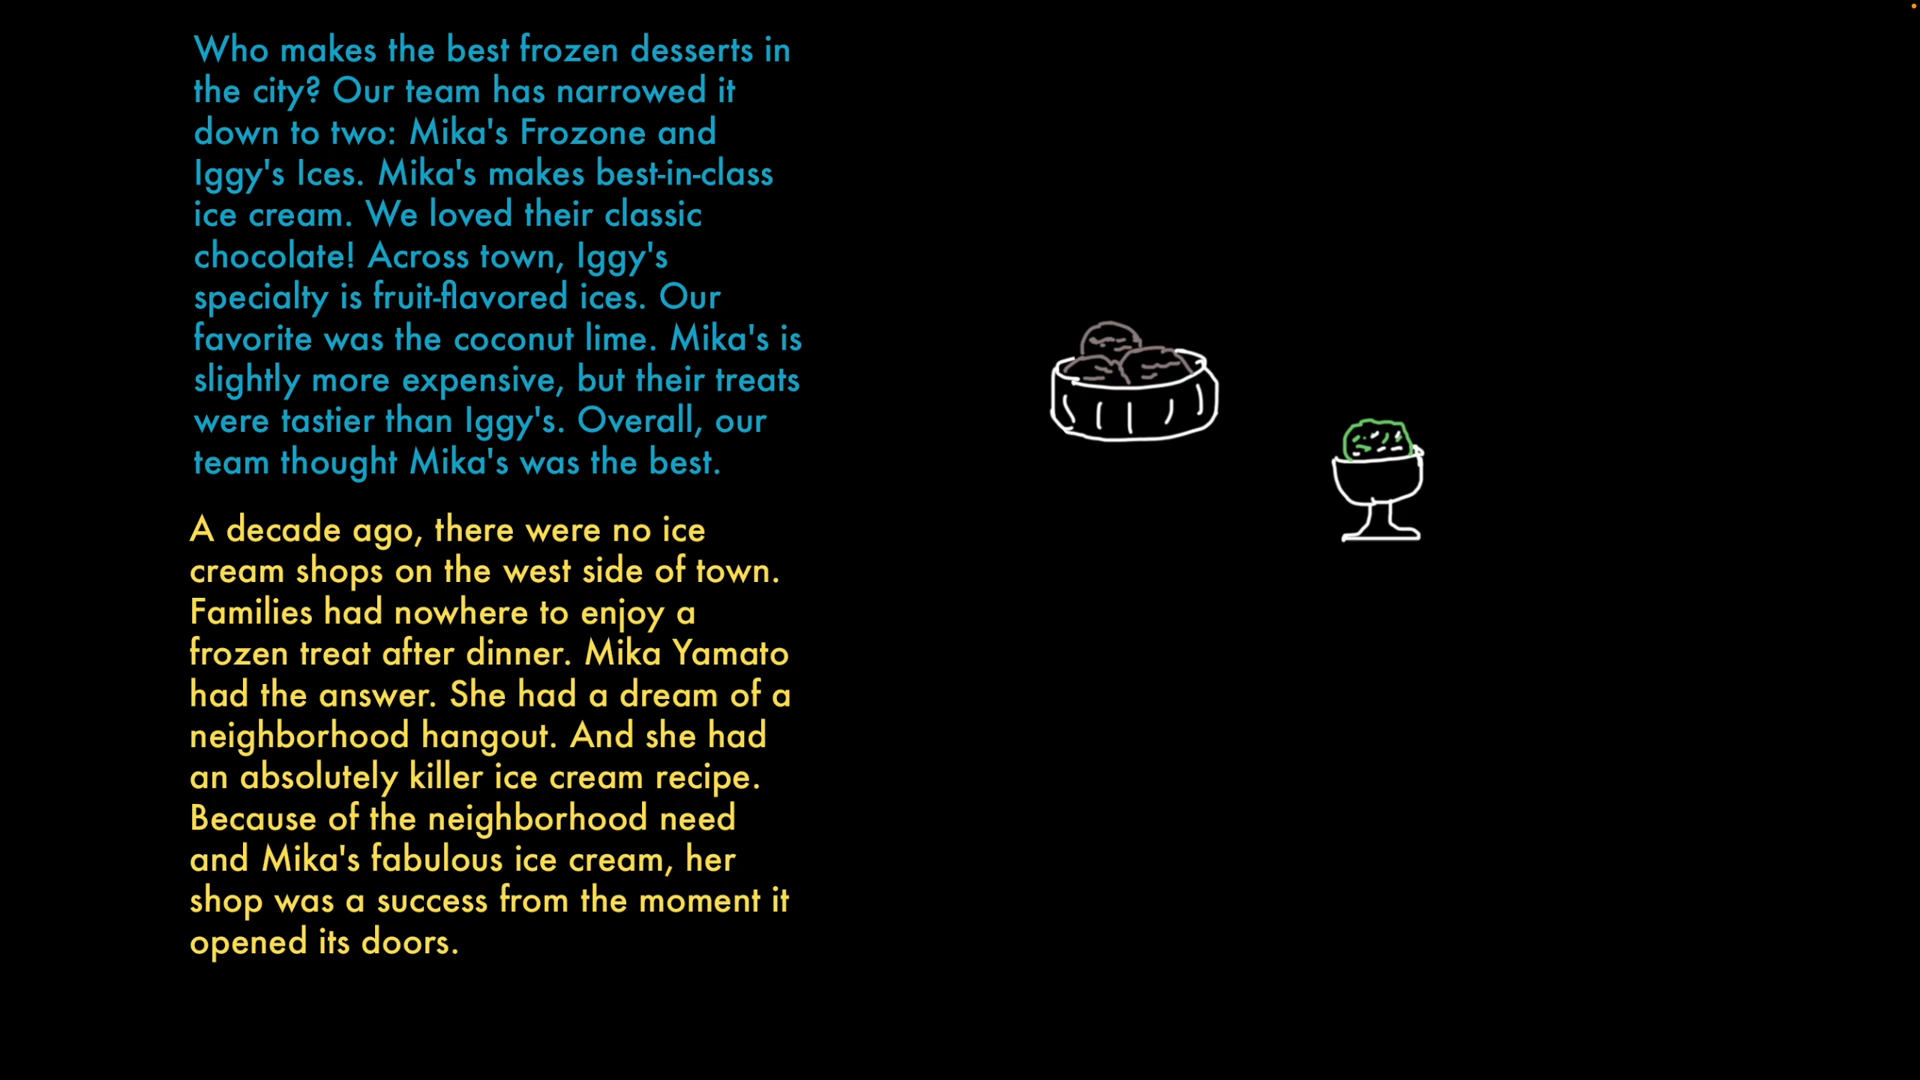 Who makes the best frozen desserts in
the city? Our team has narrowed it
down to two: Mika's Frozone and
Iggy's Ices. Mika's makes best-in-class
ice cream. We loved their classic
chocolate! Across town, Iggy's
specialty is fruit-flavored ices. Our
favorite was the coconut lime. Mika's is
slightly more expensive, but their treats
were tastier than Iggy's. Overall, our
team thought Mika's was the best.
A decade ago, there were no ice
cream shops on the west side of town.
Families had nowhere to enjoy a
frozen treat after dinner. Mika Yamato
had the answer. She had a dream of a
neighborhood hangout. And she had
an absolutely killer ice cream recipe.
Because of the neighborhood need
and Mika's fabulous ice cream, her
shop was a success from the moment it
opened its doors.